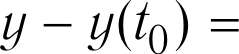 y − y(t₀) =